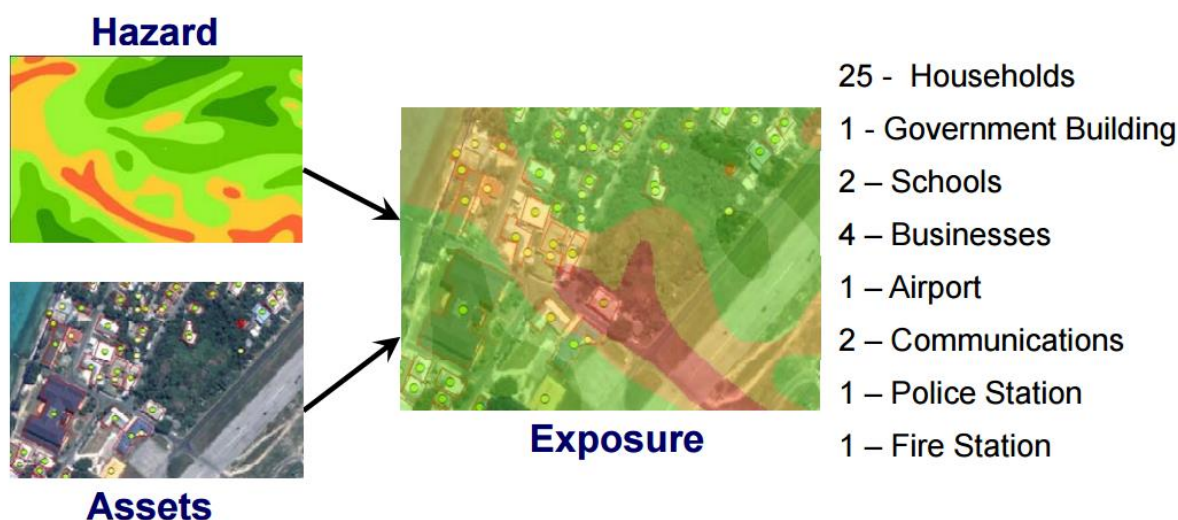 Hazard
Assets
Exposure
25 - Households
1 - Government Building
2 – Schools
4 – Businesses
1 – Airport
2 – Communications
1 – Police Station
1 – Fire Station